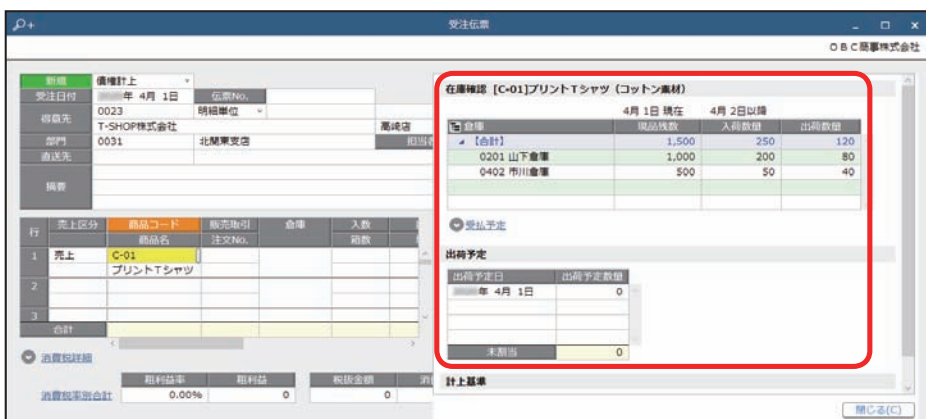 受注伝票
ＯＢＣ商事株式会社
新規 債権計上
受注日付 年 4月 1日 伝票No.
得意先 0023 明細単位
T-SHOP株式会社 高崎店
部門 0031 北関東支店 担当者
直送先
摘要
行 売上区分 商品コード 販売取引 倉庫 入数
商品名 注文No. 箱数
1 売上 C-01
プリントTシャツ
2
3
合計
消費税詳細
粗利益率 粗利益 税抜金額 消
消費税率別合計 0.00% 0 0
在庫確認 [C-01]プリントTシャツ（コットン素材）
4月 1日 現在 4月 2日以降
倉庫 現品残数 入荷数量 出荷数量
【合計】 1,500 250 120
0201 山下倉庫 1,000 200 80
0402 市川倉庫 500 50 40
受払予定
出荷予定
出荷予定日 出荷予定数量
年 4月 1日 0
未割当 0
計上基準
閉じる(C)